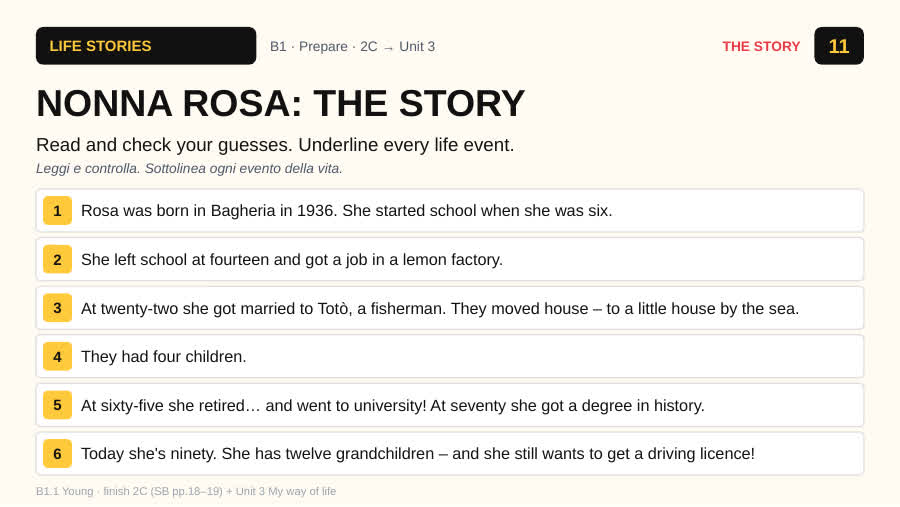 LIFE STORIES
B1 · Prepare · 2C → Unit 3
THE STORY
11
NONNA ROSA: THE STORY
Read and check your guesses. Underline every life event.
Leggi e controlla. Sottolinea ogni evento della vita.
1 Rosa was born in Bagheria in 1936. She started school when she was six.
2 She left school at fourteen and got a job in a lemon factory.
3 At twenty-two she got married to Totò, a fisherman. They moved house – to a little house by the sea.
4 They had four children.
5 At sixty-five she retired… and went to university! At seventy she got a degree in history.
6 Today she's ninety. She has twelve grandchildren – and she still wants to get a driving licence!
B1.1 Young · finish 2C (SB pp.18–19) + Unit 3 My way of life